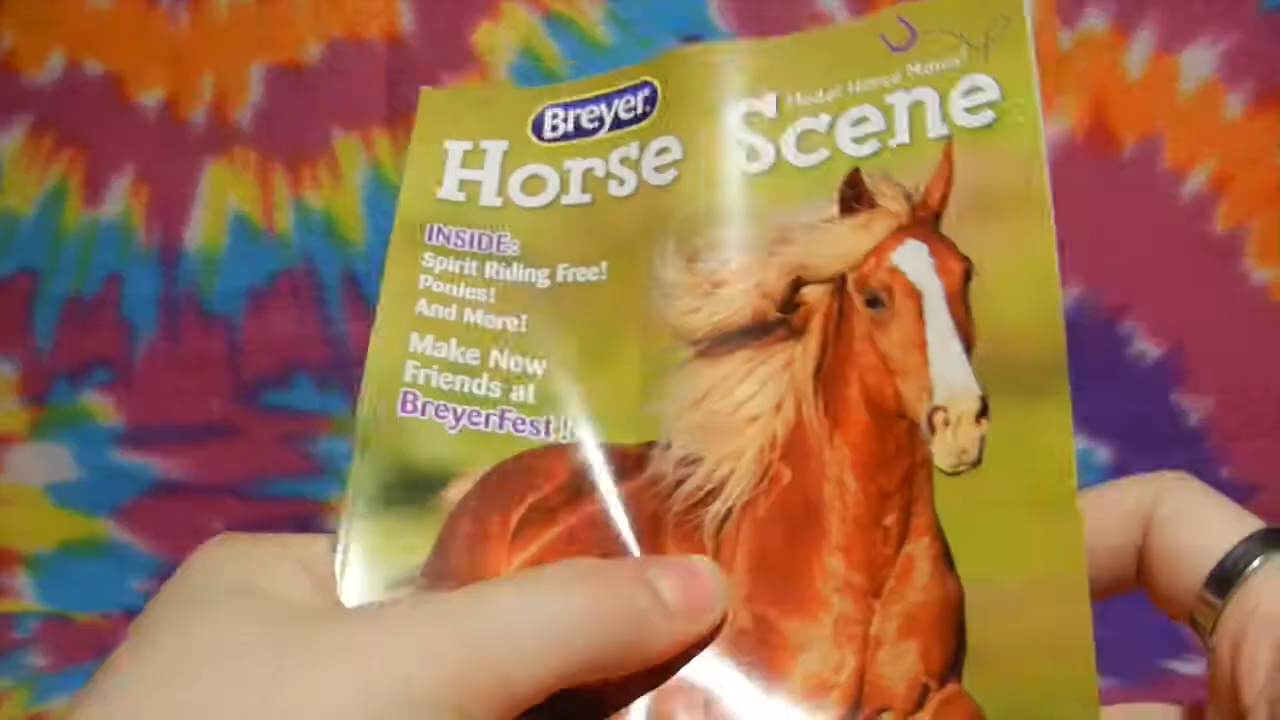 Breyer
Model Horse Mania!
Horse Scene
INSIDE:
Spirit Riding Free!
Ponies!
And More!
Make New
Friends at
BreyerFest!!